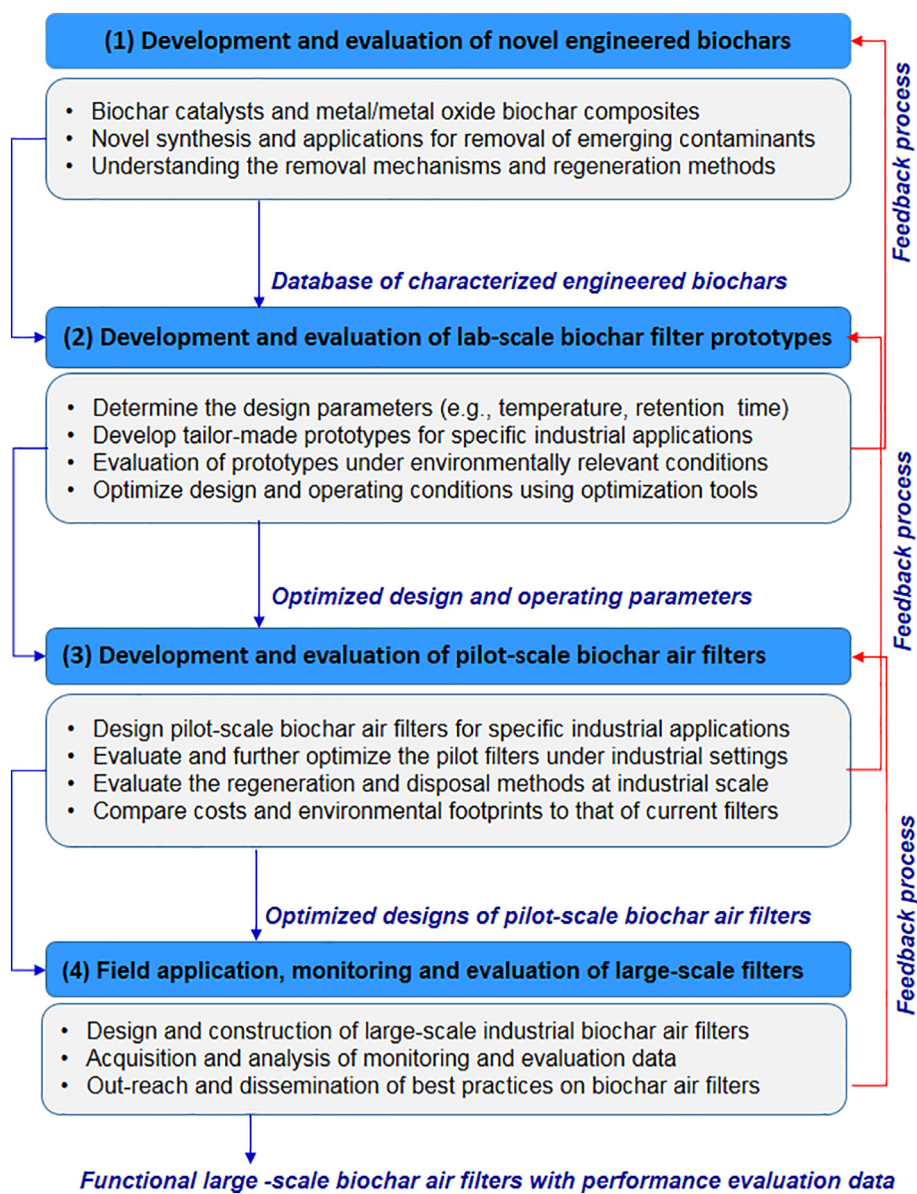 (1) Development and evaluation of novel engineered biochars
• Biochar catalysts and metal/metal oxide biochar composites
• Novel synthesis and applications for removal of emerging contaminants
• Understanding the removal mechanisms and regeneration methods
Feedback process
Database of characterized engineered biochars
(2) Development and evaluation of lab-scale biochar filter prototypes
• Determine the design parameters (e.g., temperature, retention time)
• Develop tailor-made prototypes for specific industrial applications
• Evaluation of prototypes under environmentally relevant conditions
• Optimize design and operating conditions using optimization tools
Feedback process
Optimized design and operating parameters
(3) Development and evaluation of pilot-scale biochar air filters
• Design pilot-scale biochar air filters for specific industrial applications
• Evaluate and further optimize the pilot filters under industrial settings
• Evaluate the regeneration and disposal methods at industrial scale
• Compare costs and environmental footprints to that of current filters
Feedback process
Optimized designs of pilot-scale biochar air filters
(4) Field application, monitoring and evaluation of large-scale filters
• Design and construction of large-scale industrial biochar air filters
• Acquisition and analysis of monitoring and evaluation data
• Out-reach and dissemination of best practices on biochar air filters
Functional large -scale biochar air filters with performance evaluation data